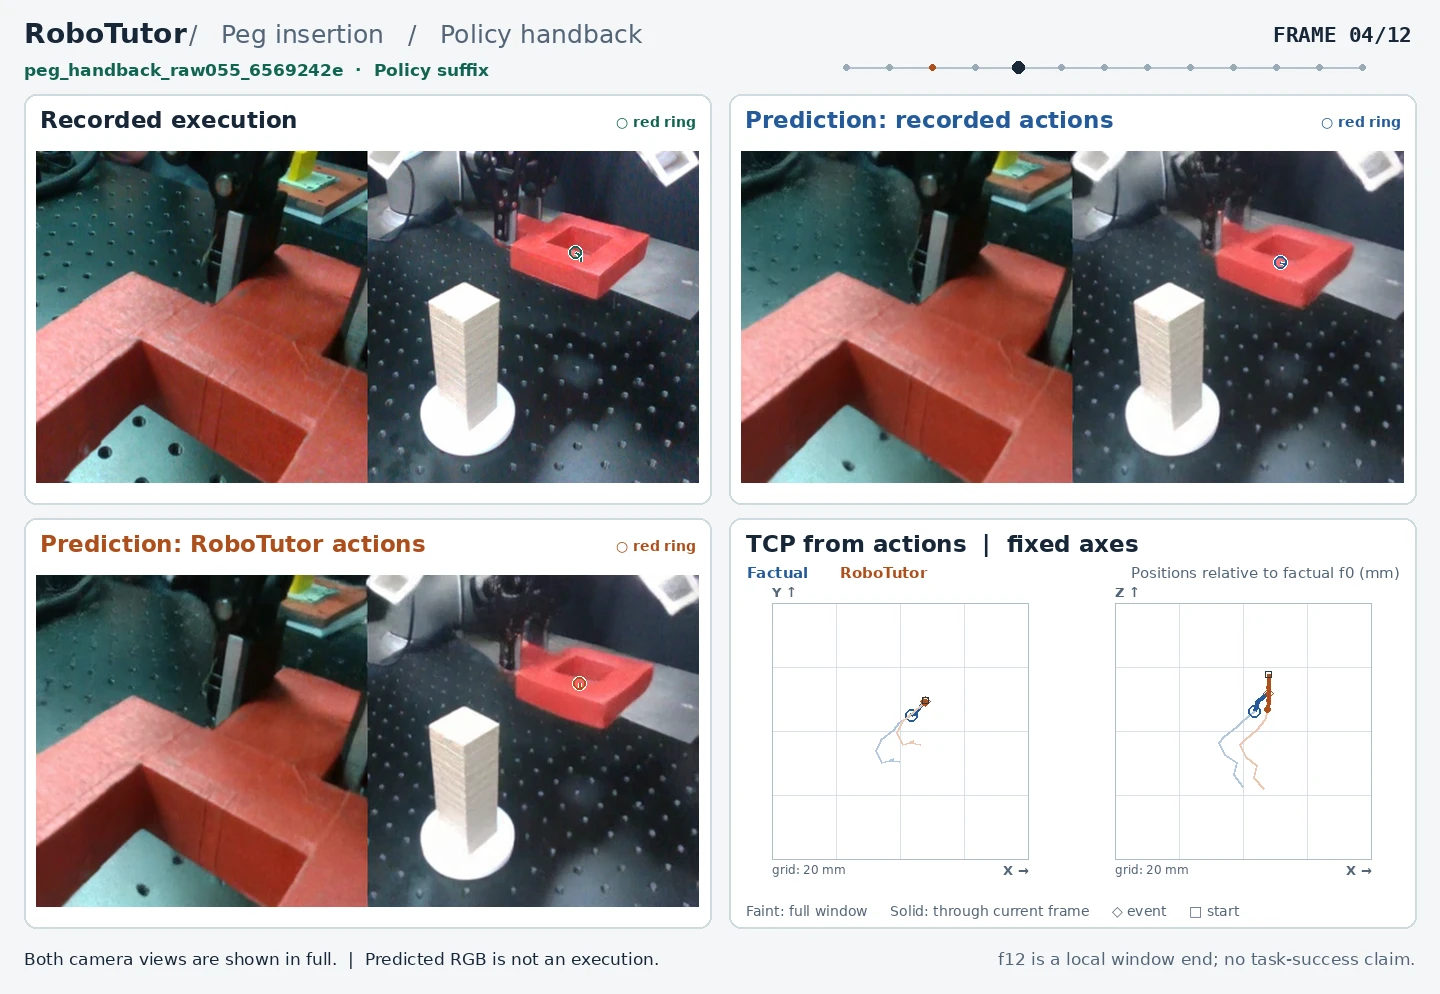 RoboTutor / Peg insertion / Policy handback
FRAME 04/12
peg_handback_raw055_6569242e · Policy suffix
Recorded execution
○ red ring
Prediction: recorded actions
○ red ring
Prediction: RoboTutor actions
○ red ring
TCP from actions | fixed axes
Factual RoboTutor
Positions relative to factual f0 (mm)
Y ↑
Z ↑
grid: 20 mm
X →
grid: 20 mm
X →
Faint: full window Solid: through current frame ◇ event □ start
Both camera views are shown in full. | Predicted RGB is not an execution.
f12 is a local window end; no task-success claim.